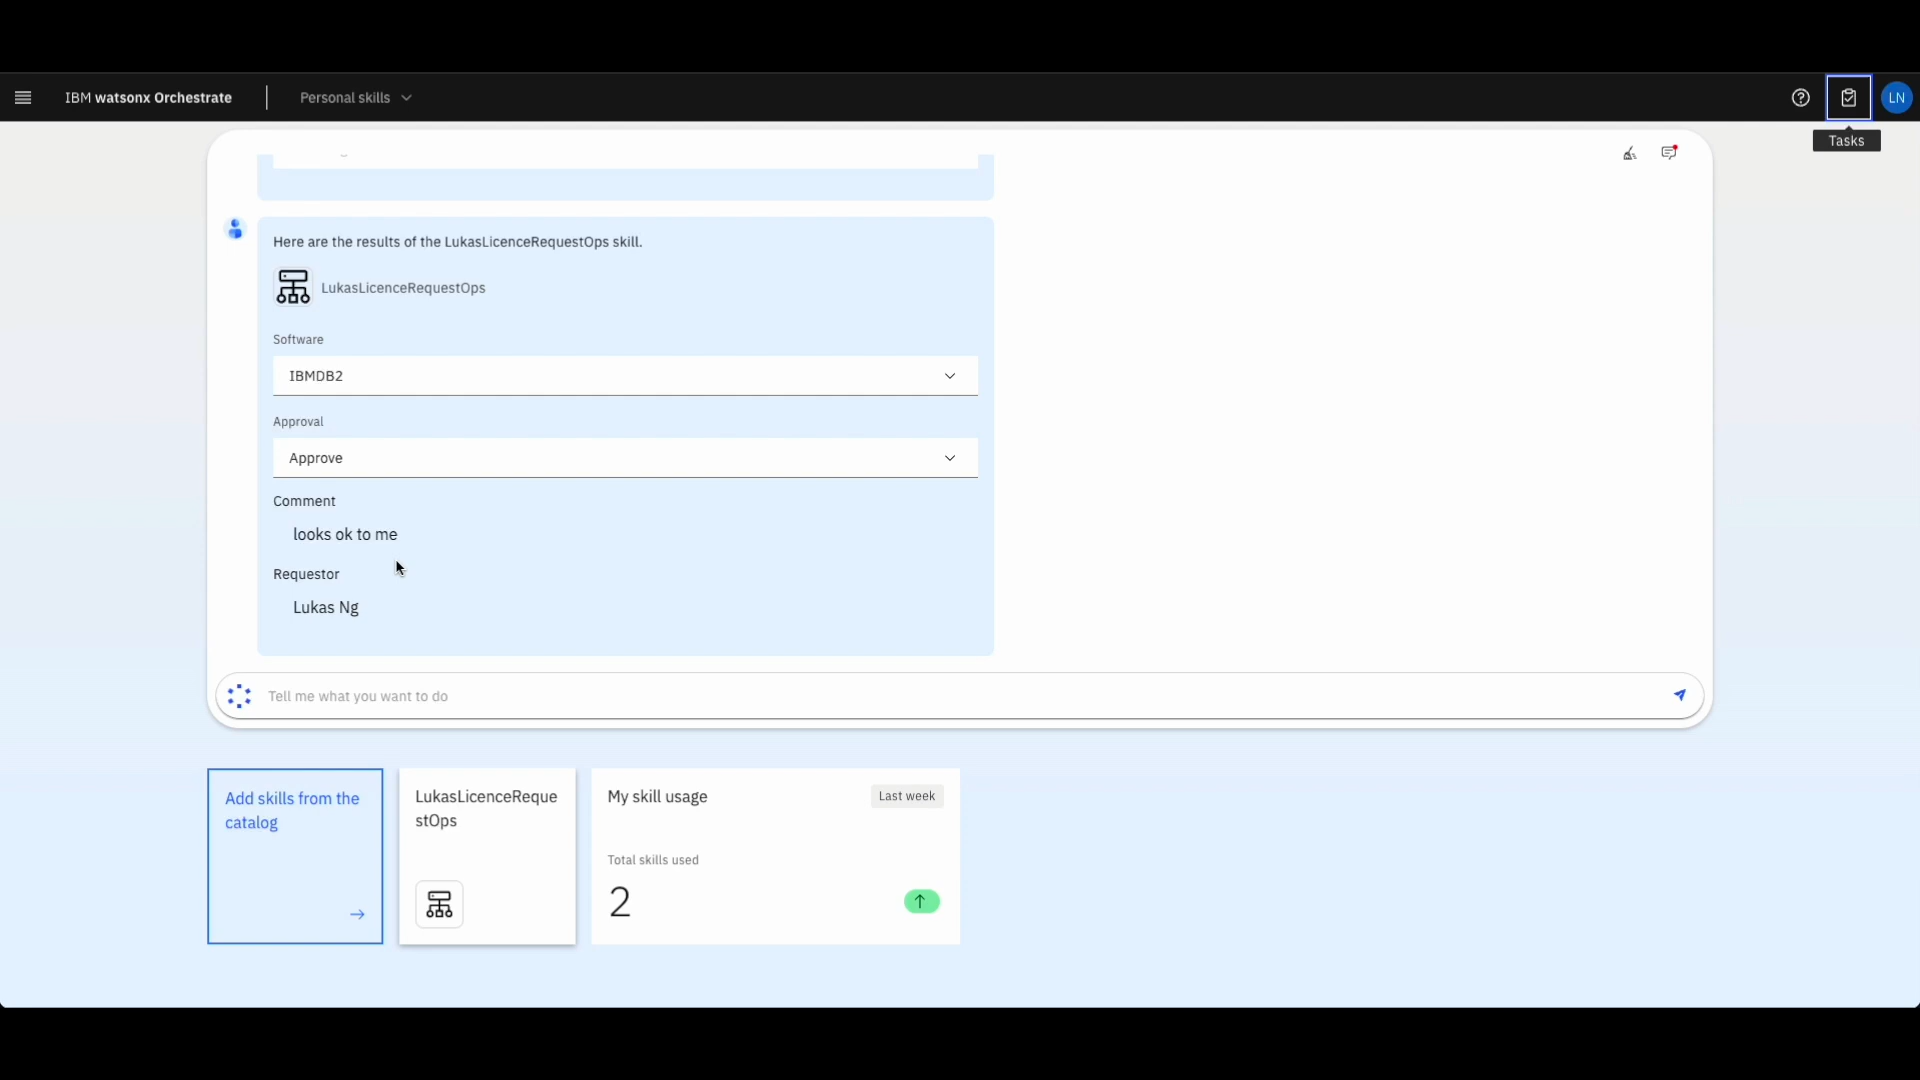 IBM watsonx Orchestrate
Personal skills
LN
Tasks
Here are the results of the LukasLicenceRequestOps skill.
LukasLicenceRequestOps
Software
IBMDB2
Approval
Approve
Comment
looks ok to me
Requestor
Lukas Ng
Tell me what you want to do
Add skills from the
catalog
LukasLicenceReque
stOps
My skill usage
Last week
Total skills used
2